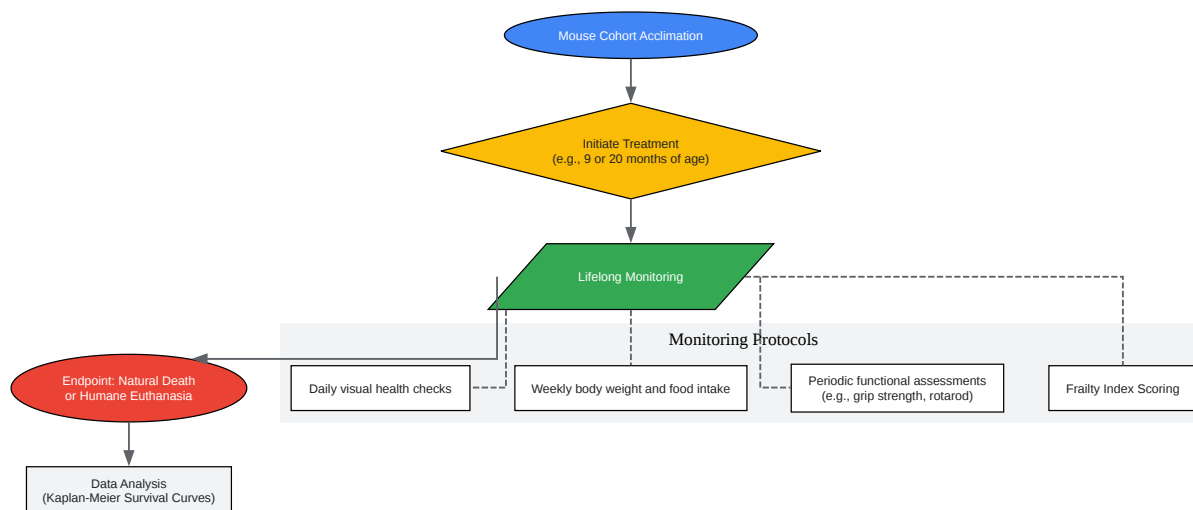 Mouse Cohort Acclimation
Initiate Treatment
(e.g., 9 or 20 months of age)
Lifelong Monitoring
Monitoring Protocols
Endpoint: Natural Death
or Humane Euthanasia
Daily visual health checks
Weekly body weight and food intake
Periodic functional assessments
(e.g., grip strength, rotarod)
Frailty Index Scoring
Data Analysis
(Kaplan-Meier Survival Curves)